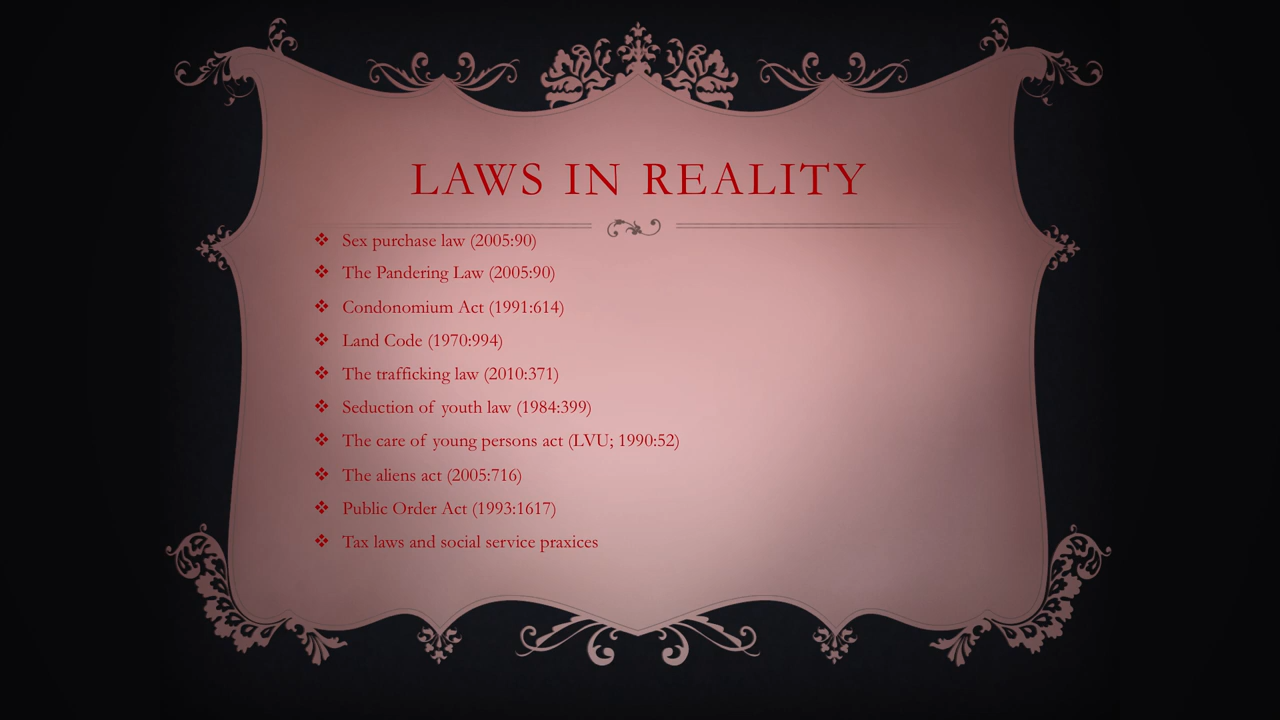 LAWS IN REALITY
❖ Sex purchase law (2005:90)
❖ The Pandering Law (2005:90)
❖ Condonomium Act (1991:614)
❖ Land Code (1970:994)
❖ The trafficking law (2010:371)
❖ Seduction of youth law (1984:399)
❖ The care of young persons act (LVU; 1990:52)
❖ The aliens act (2005:716)
❖ Public Order Act (1993:1617)
❖ Tax laws and social service praxices